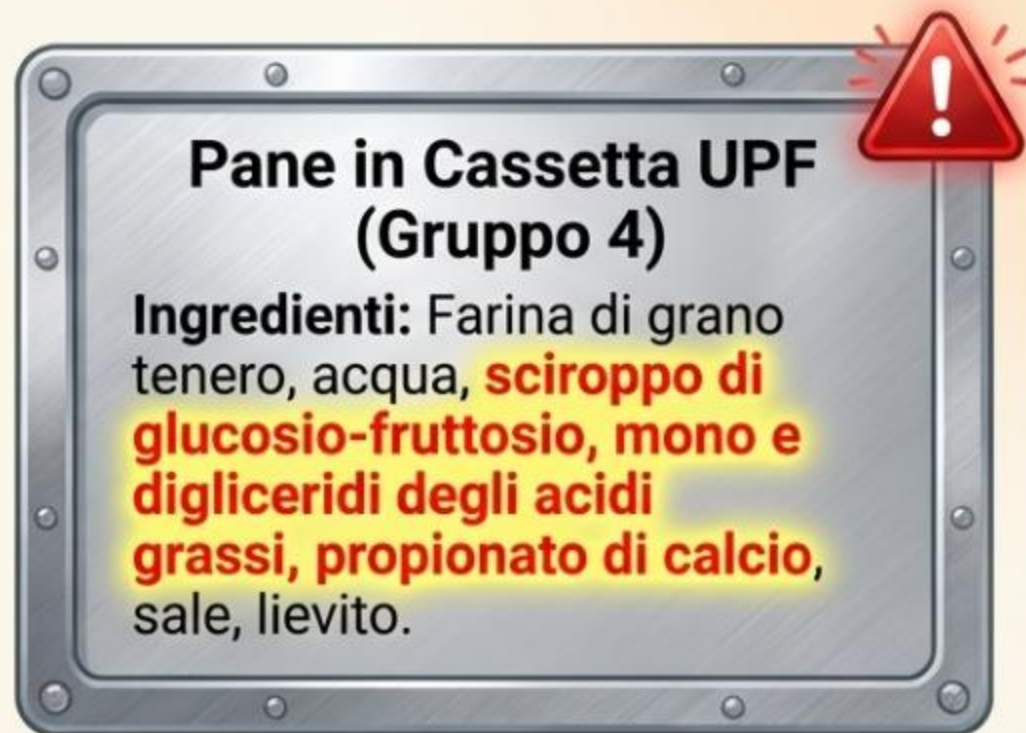 Pane in Cassetta UPF
(Gruppo 4)
Ingredienti: Farina di grano
tenero, acqua, sciroppo di
glucosio-fruttosio, mono e
digliceridi degli acidi
grassi, propionato di calcio,
sale, lievito.